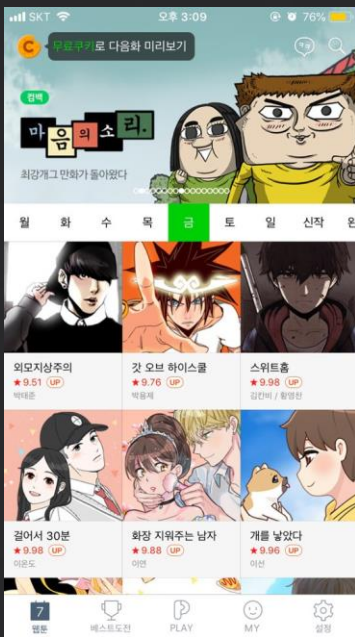 SKT 오후 3:09 76%
C 무료쿠키로 다음화 미리보기
컴백
마음의소리.
최강개그 만화가 돌아왔다
월 화 수 목 금 토 일 신작 완
외모지상주의 갓 오브 하이스쿨 스위트홈
★9.51 UP ★9.76 UP ★9.98 UP
박태준 박용제 김칸비 / 황영찬
걸어서 30분 화장 지워주는 남자 개를 낳았다
★9.98 UP ★9.88 UP ★9.96 UP
이온도 이연 이선
7
웹툰 베스트도전 PLAY MY 설정